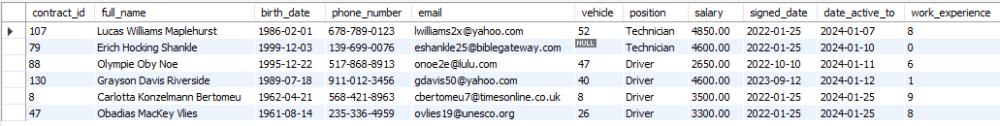 contract_id full_name birth_date phone_number email vehicle position salary signed_date date_active_to work_experience
107 Lucas Williams Maplehurst 1986-02-01 678-789-0123 lwilliams2x@yahoo.com 52 Technician 4850.00 2022-01-25 2024-01-07 8
79 Erich Hocking Shankle 1999-12-03 139-699-0076 eshankle25@biblegateway.com NULL Technician 4600.00 2022-01-25 2024-01-10 0
88 Olympie Oby Noe 1995-12-22 517-868-8913 onoe2e@lulu.com 47 Driver 2650.00 2022-10-10 2024-01-11 6
130 Grayson Davis Riverside 1989-07-18 911-012-3456 gdavis50@yahoo.com 40 Driver 4600.00 2023-09-12 2024-01-12 1
8 Carlotta Konzelmann Bertomeu 1962-04-21 568-421-8963 cbertomeu7@timesonline.co.uk 8 Driver 3500.00 2022-01-25 2024-01-25 9
47 Obadias MacKey Vlies 1961-08-14 235-336-4959 ovlies19@unesco.org 26 Driver 3300.00 2022-01-25 2024-01-25 8